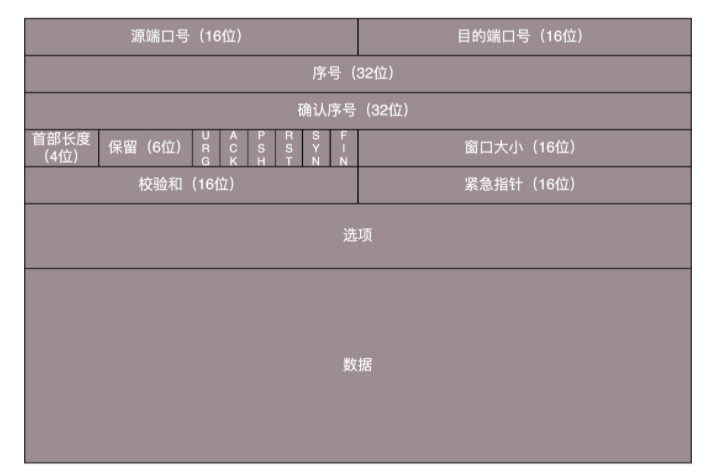 源端口号（16位） 目的端口号（16位）
序号（32位）
确认序号（32位）
首部长度
（4位） 保留（6位） URG ACK PSH RST SYN FIN 窗口大小（16位）
校验和（16位） 紧急指针（16位）
选项
数据